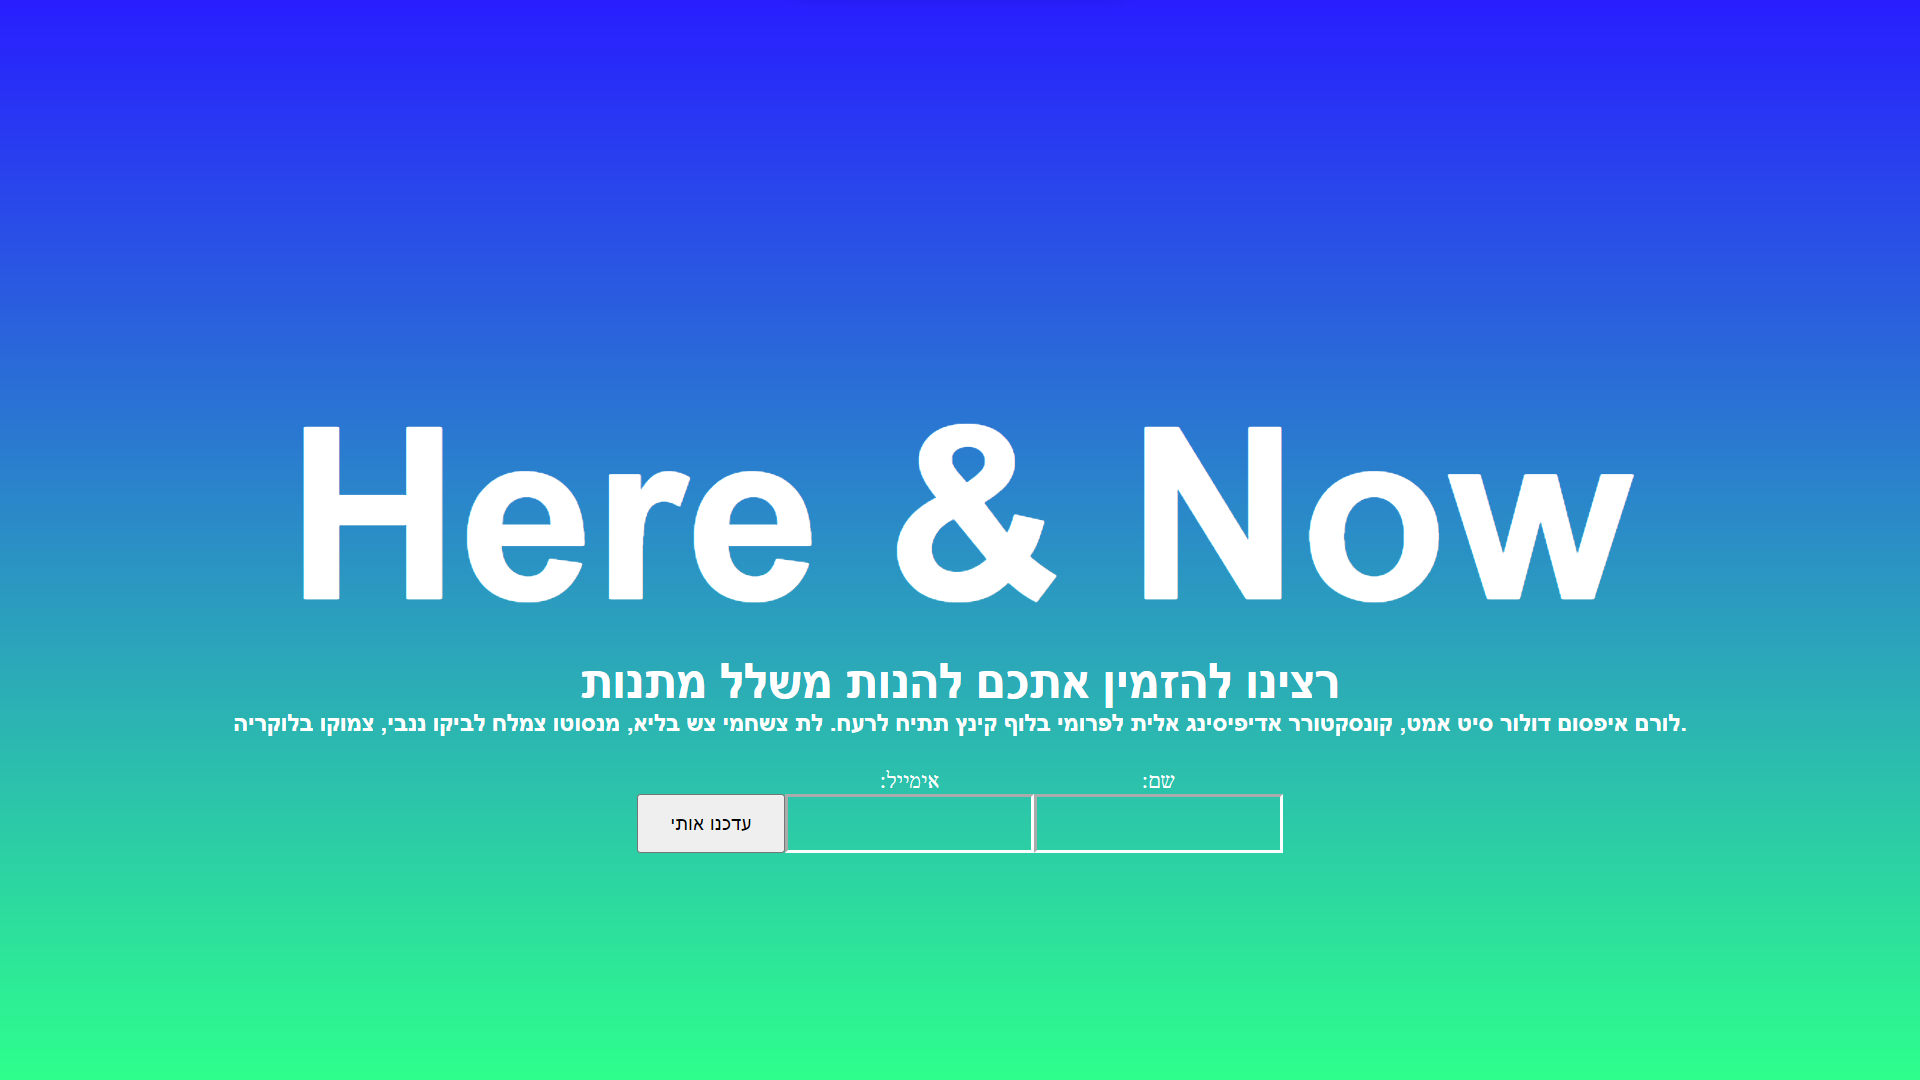 Here & Now
רצינו להזמין אתכם להנות משלל מתנות
לורם איפסום דולור סיט אמט, קונסקטורר אדיפיסינג אלית לפרומי בלוף קינץ תתיח לרעח. לת צשחמי צש בליא, מנסוטו צמלח לביקו ננבי, צמוקו בלוקריה.
שם:
אימייל:
עדכנו אותי